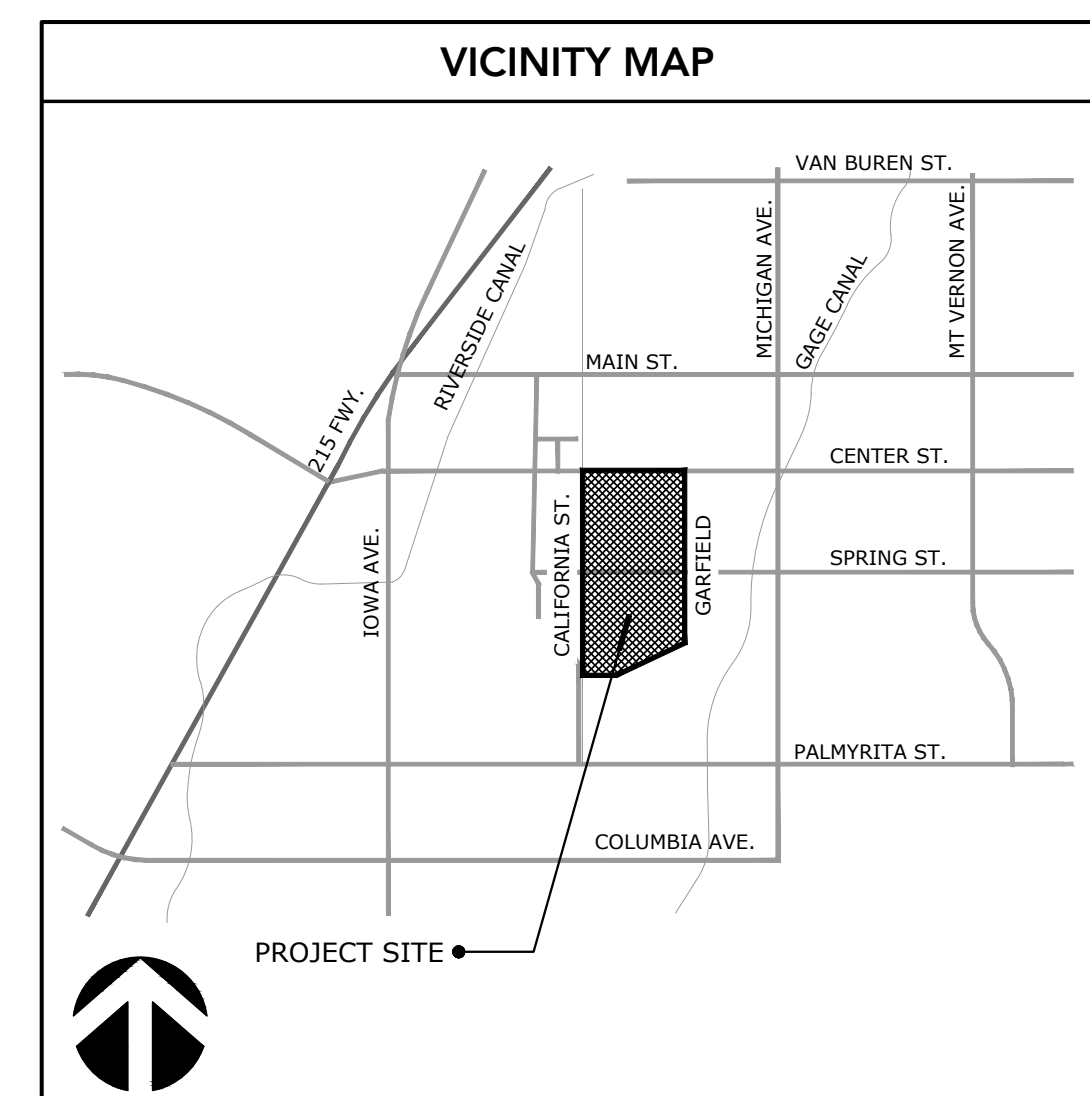 VICINITY MAP
VAN BUREN ST.
MICHIGAN AVE.
MT VERNON AVE.
RIVERSIDE CANAL
GAGE CANAL
MAIN ST.
215 FWY.
CENTER ST.
CALIFORNIA ST.
GARFIELD
IOWA AVE.
SPRING ST.
PALMYRITA ST.
COLUMBIA AVE.
PROJECT SITE